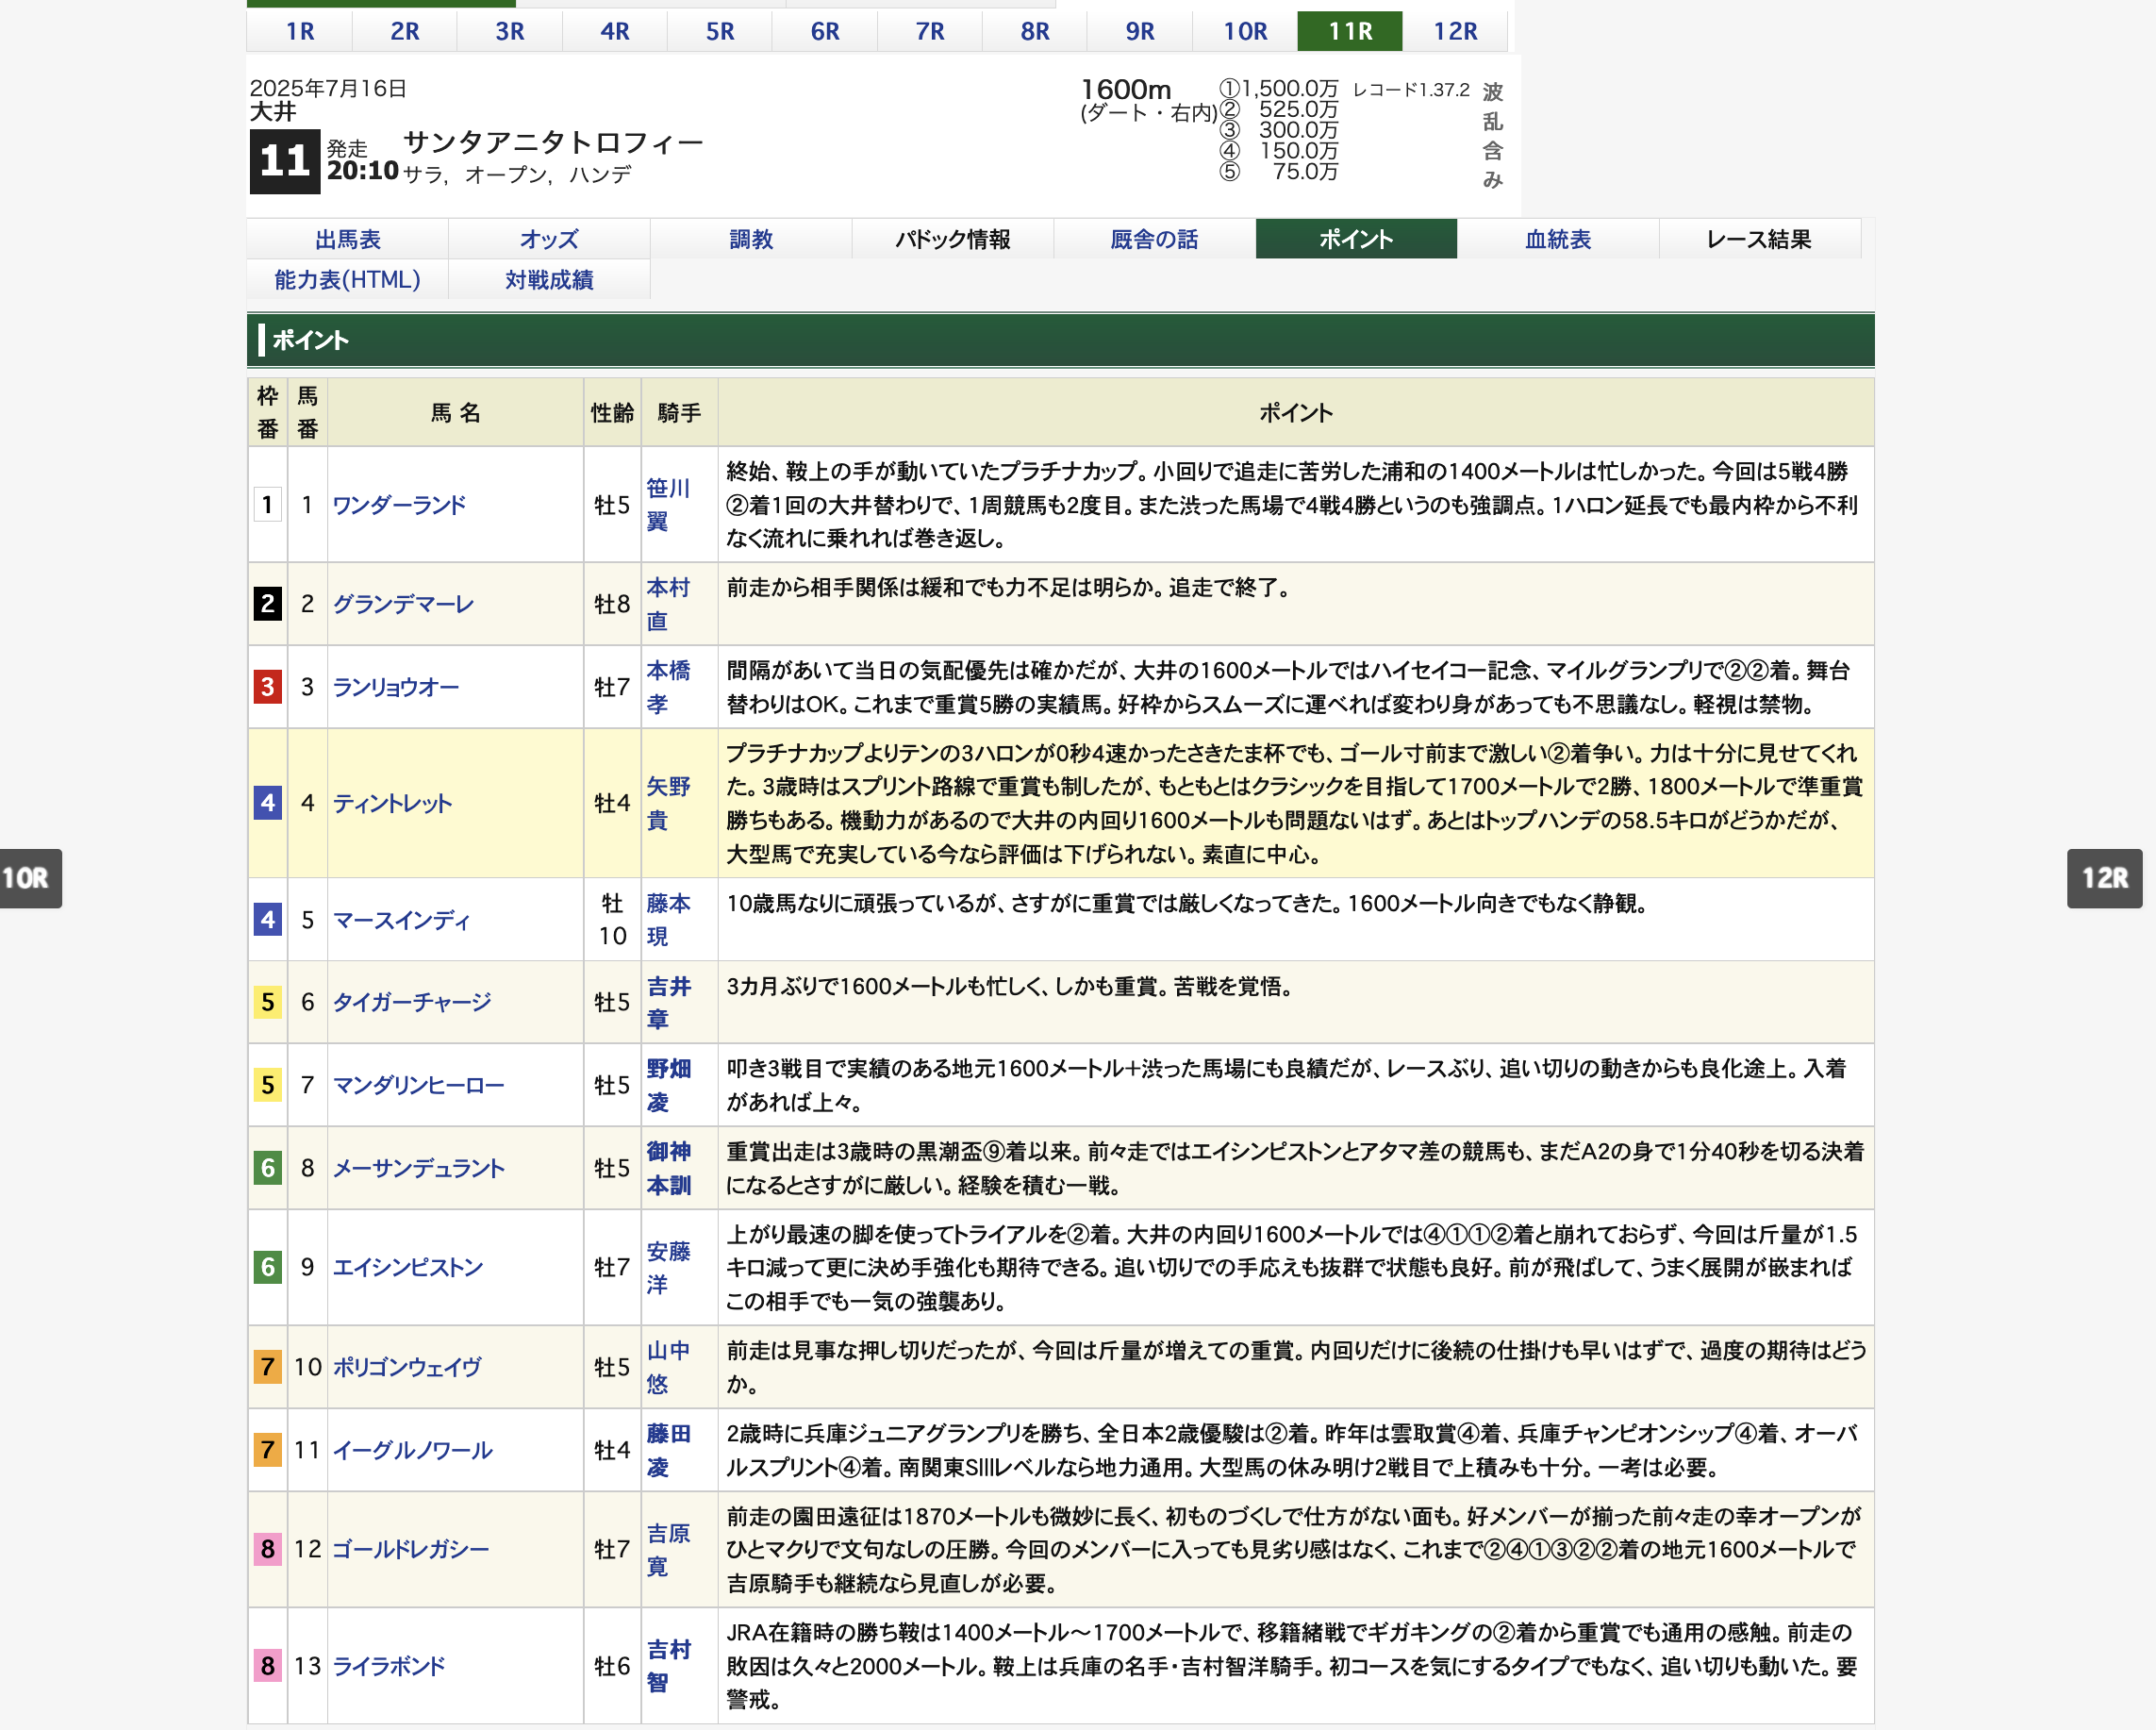 1R 2R 3R 4R 5R 6R 7R 8R 9R 10R 11R 12R
2025年7月16日
大井
11 発走 20:10
サンタアニタトロフィー
サラ, オープン, ハンデ
1600m
(ダート・右内)
①1,500.0万
② 525.0万
③ 300.0万
④ 150.0万
⑤ 75.0万
レコード1.37.2
波乱含み
出馬表 オッズ 調教 パドック情報 厩舎の話 ポイント 血統表 レース結果
能力表(HTML) 対戦成績
ポイント
枠番 馬番 馬 名 性齢 騎手 ポイント
1 1 ワンダーランド 牡5 笹川翼
終始、鞍上の手が動いていたプラチナカップ。小回りで追走に苦労した浦和の1400メートルは忙しかった。今回は5戦4勝
②着1回の大井替わりで、1周競馬も2度目。また渋った馬場で4戦4勝というのも強調点。1ハロン延長でも最内枠から不利
なく流れに乗れれば巻き返し。
2 2 グランデマーレ 牡8 本村直
前走から相手関係は緩和でも力不足は明らか。追走で終了。
3 3 ランリョウオー 牡7 本橋孝
間隔があいて当日の気配優先は確かだが、大井の1600メートルではハイセイコー記念、マイルグランプリで②②着。舞台
替わりはOK。これまで重賞5勝の実績馬。好枠からスムーズに運べれば変わり身があっても不思議なし。軽視は禁物。
4 4 ティントレット 牡4 矢野貴
プラチナカップよりテンの3ハロンが0秒4速かったさきたま杯でも、ゴール寸前まで激しい②着争い。力は十分に見せてくれ
た。3歳時はスプリント路線で重賞も制したが、もともとはクラシックを目指して1700メートルで2勝、1800メートルで準重賞
勝ちもある。機動力があるので大井の内回り1600メートルも問題ないはず。あとはトップハンデの58.5キロがどうかだが、
大型馬で充実している今なら評価は下げられない。素直に中心。
4 5 マースインディ 牡10 藤本現
10歳馬なりに頑張っているが、さすがに重賞では厳しくなってきた。1600メートル向きでもなく静観。
5 6 タイガーチャージ 牡5 吉井章
3カ月ぶりで1600メートルも忙しく、しかも重賞。苦戦を覚悟。
5 7 マンダリンヒーロー 牡5 野畑凌
叩き3戦目で実績のある地元1600メートル+渋った馬場にも良績だが、レースぶり、追い切りの動きからも良化途上。入着
があれば上々。
6 8 メーサンデュラント 牡5 御神本訓
重賞出走は3歳時の黒潮盃⑨着以来。前々走ではエイシンピストンとアタマ差の競馬も、まだA2の身で1分40秒を切る決着
になるとさすがに厳しい。経験を積む一戦。
6 9 エイシンピストン 牡7 安藤洋
上がり最速の脚を使ってトライアルを②着。大井の内回り1600メートルでは④①①②着と崩れておらず、今回は斤量が1.5
キロ減って更に決め手強化も期待できる。追い切りでの手応えも抜群で状態も良好。前が飛ばして、うまく展開が嵌まれば
この相手でも一気の強襲あり。
7 10 ポリゴンウェイヴ 牡5 山中悠
前走は見事な押し切りだったが、今回は斤量が増えての重賞。内回りだけに後続の仕掛けも早いはずで、過度の期待はどう
か。
7 11 イーグルノワール 牡4 藤田凌
2歳時に兵庫ジュニアグランプリを勝ち、全日本2歳優駿は②着。昨年は雲取賞④着、兵庫チャンピオンシップ④着、オーバ
ルスプリント④着。南関東SIIIレベルなら地力通用。大型馬の休み明け2戦目で上積みも十分。一考は必要。
8 12 ゴールドレガシー 牡7 吉原寛
前走の園田遠征は1870メートルも微妙に長く、初ものづくしで仕方がない面も。好メンバーが揃った前々走の幸オープンが
ひとマクリで文句なしの圧勝。今回のメンバーに入っても見劣り感はなく、これまで②④①③②②着の地元1600メートルで
吉原騎手も継続なら見直しが必要。
8 13 ライラボンド 牡6 吉村智
JRA在籍時の勝ち鞍は1400メートル〜1700メートルで、移籍緒戦でギガキングの②着から重賞でも通用の感触。前走の
敗因は久々と2000メートル。鞍上は兵庫の名手・吉村智洋騎手。初コースを気にするタイプでもなく、追い切りも動いた。要
警戒。
10R
12R